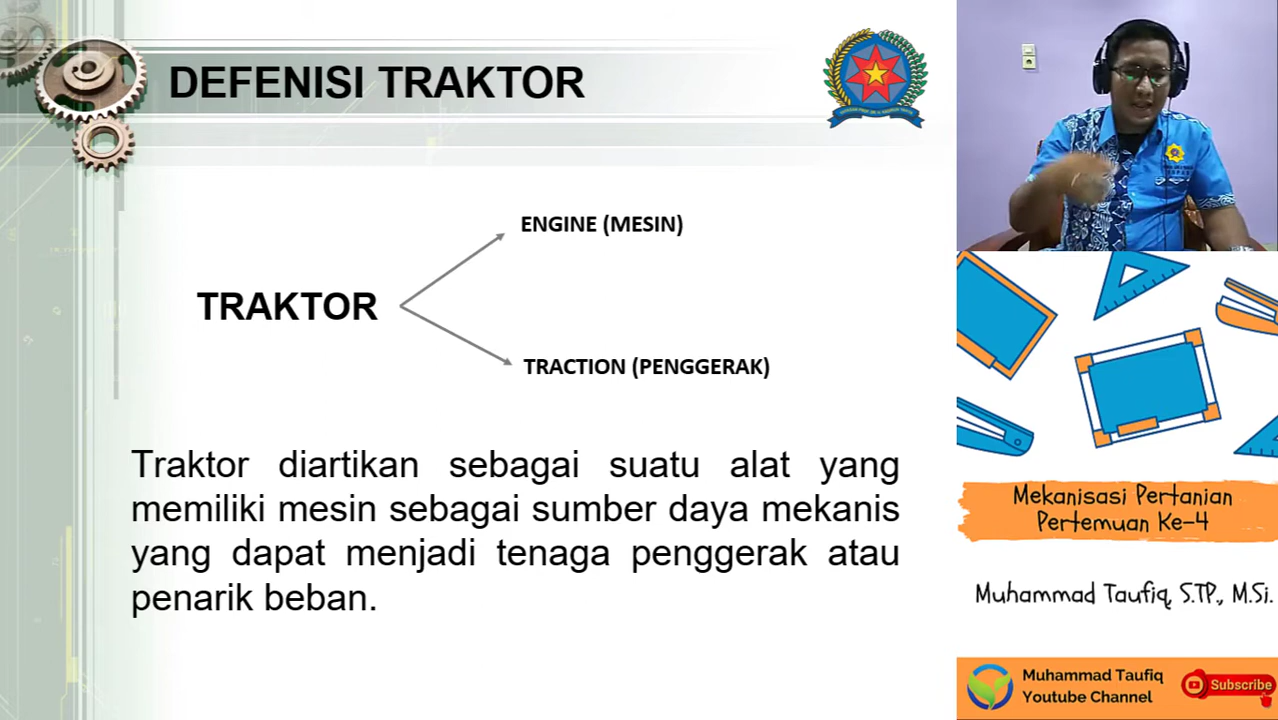 DEFENISI TRAKTOR
ENGINE (MESIN)
TRAKTOR
TRACTION (PENGGERAK)
Traktor diartikan sebagai suatu alat yang
memiliki mesin sebagai sumber daya mekanis
yang dapat menjadi tenaga penggerak atau
penarik beban.
Mekanisasi Pertanian
Pertemuan Ke-4
Muhammad Taufiq, S.TP., M.Si.
Muhammad Taufiq
Youtube Channel
Subscribe